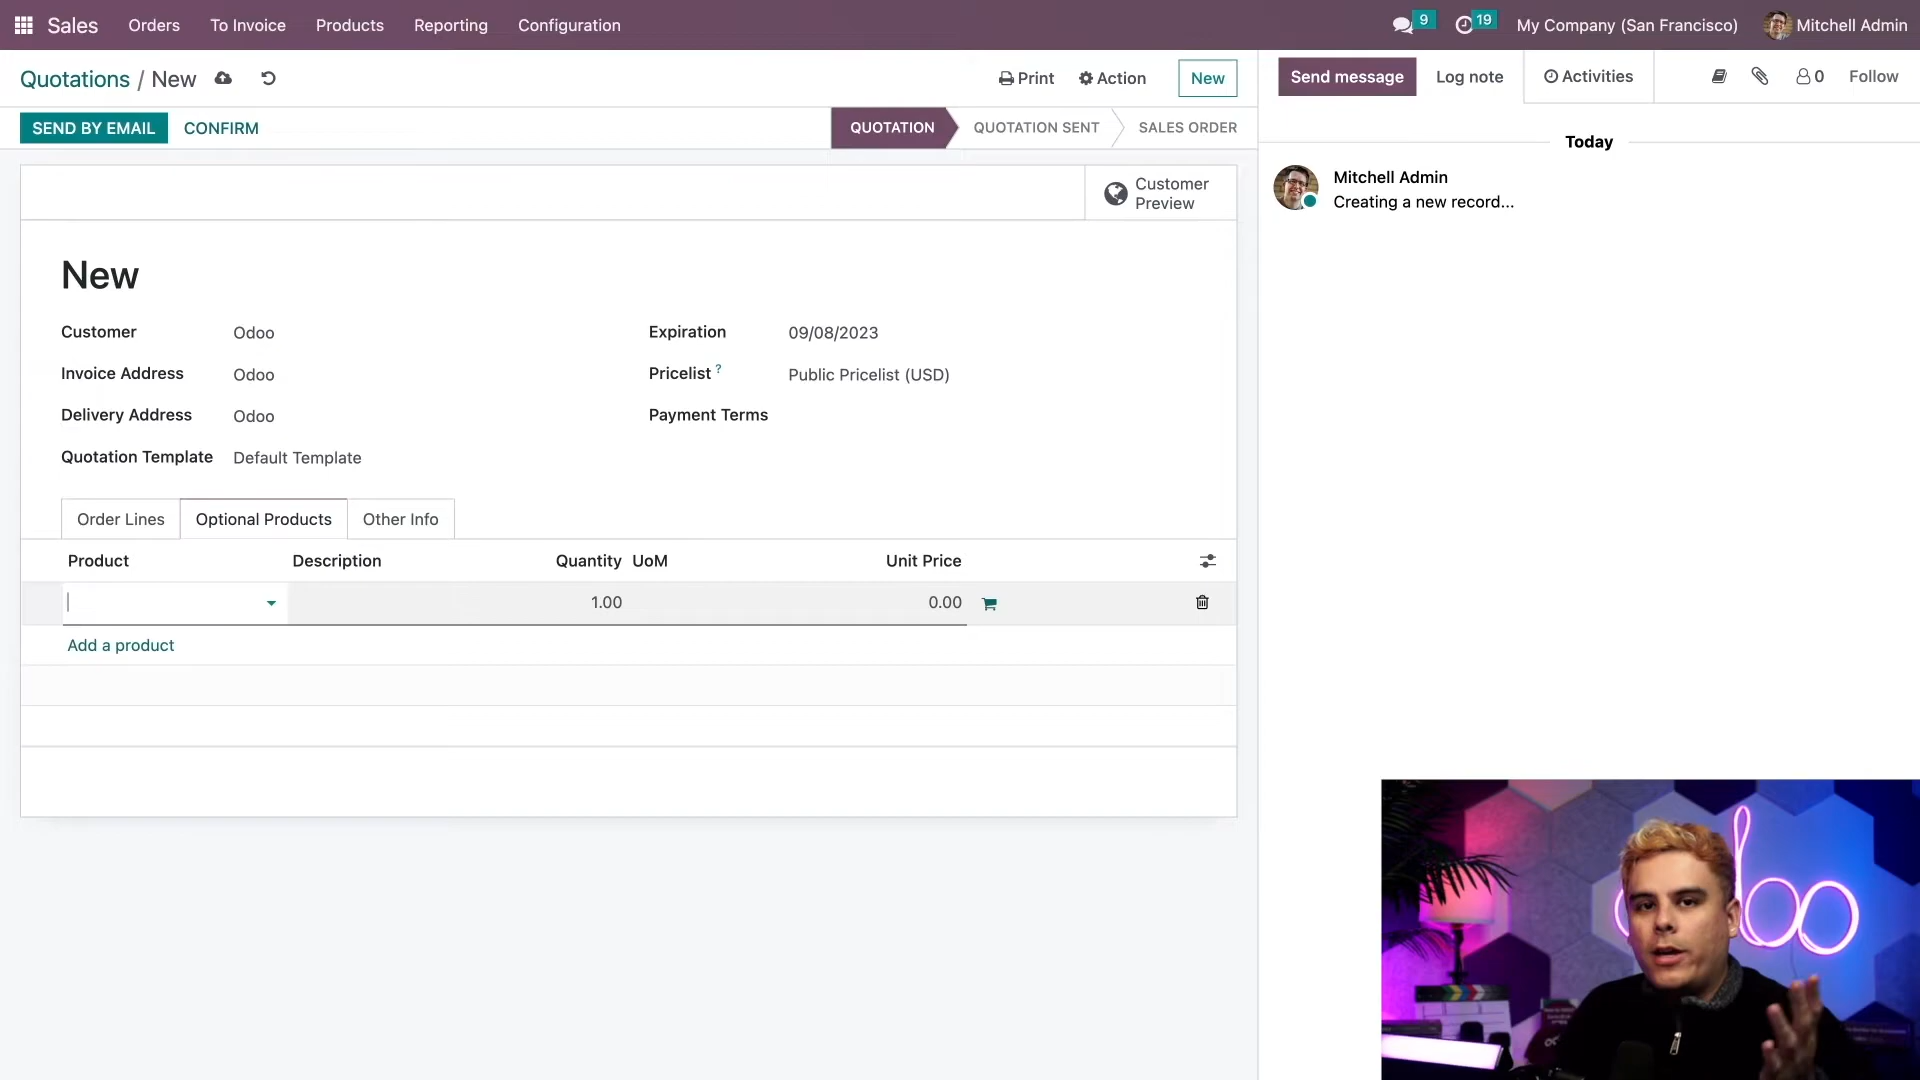 Sales Orders To Invoice Products Reporting Configuration 9 19 My Company (San Francisco) Mitchell Admin
Quotations / New Print Action New
Send message Log note Activities 0 Follow
SEND BY EMAIL CONFIRM QUOTATION QUOTATION SENT SALES ORDER
Today
Customer
Preview
Mitchell Admin
Creating a new record...
New
Customer Odoo Expiration 09/08/2023
Invoice Address Odoo Pricelist ? Public Pricelist (USD)
Delivery Address Odoo Payment Terms
Quotation Template Default Template
Order Lines Optional Products Other Info
Product Description Quantity UoM Unit Price
1.00 0.00
Add a product
odoo